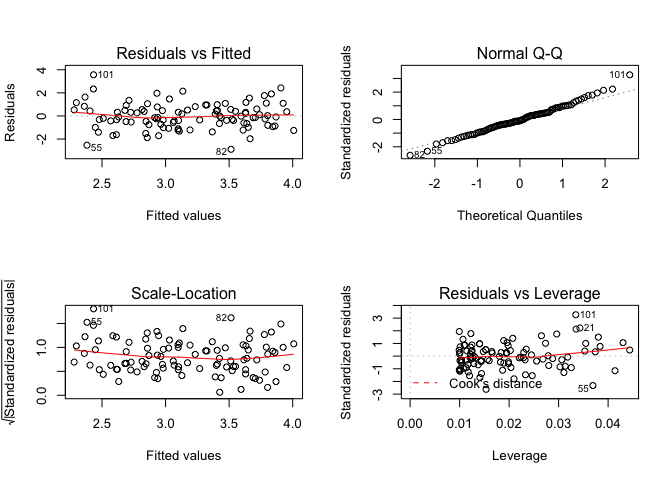 Residuals vs Fitted
Residuals
4
2
0
-2
101
55
82
2.5 3.0 3.5 4.0
Fitted values
Normal Q-Q
Standardized residuals
2
0
-2
101
82 55
-2 -1 0 1 2
Theoretical Quantiles
Scale-Location
√|Standardized residuals|
1.0
0.0
101
55
82
2.5 3.0 3.5 4.0
Fitted values
Residuals vs Leverage
Standardized residuals
3
1
-1
-3
101
21
55
Cook's distance
0.00 0.01 0.02 0.03 0.04
Leverage